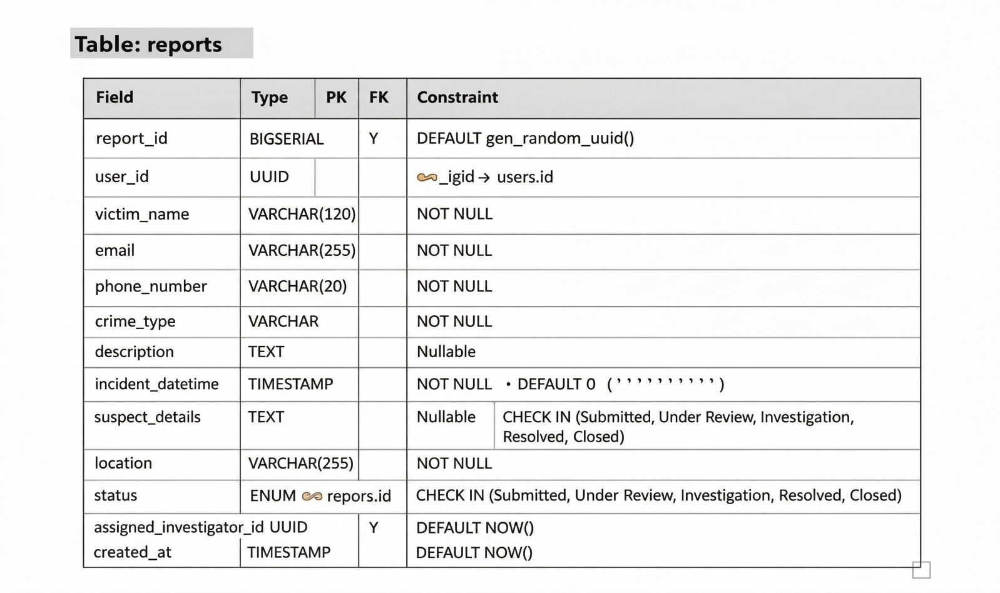 Table: reports
Field Type PK FK Constraint
report_id BIGSERIAL Y DEFAULT gen_random_uuid()
user_id UUID _igid → users.id
victim_name VARCHAR(120) NOT NULL
email VARCHAR(255) NOT NULL
phone_number VARCHAR(20) NOT NULL
crime_type VARCHAR NOT NULL
description TEXT Nullable
incident_datetime TIMESTAMP NOT NULL • DEFAULT 0 (’’’’’’’’’’)
suspect_details TEXT Nullable CHECK IN (Submitted, Under Review, Investigation,
Resolved, Closed)
location VARCHAR(255) NOT NULL
status ENUM repors.id CHECK IN (Submitted, Under Review, Investigation, Resolved, Closed)
assigned_investigator_id UUID Y DEFAULT NOW()
created_at TIMESTAMP DEFAULT NOW()